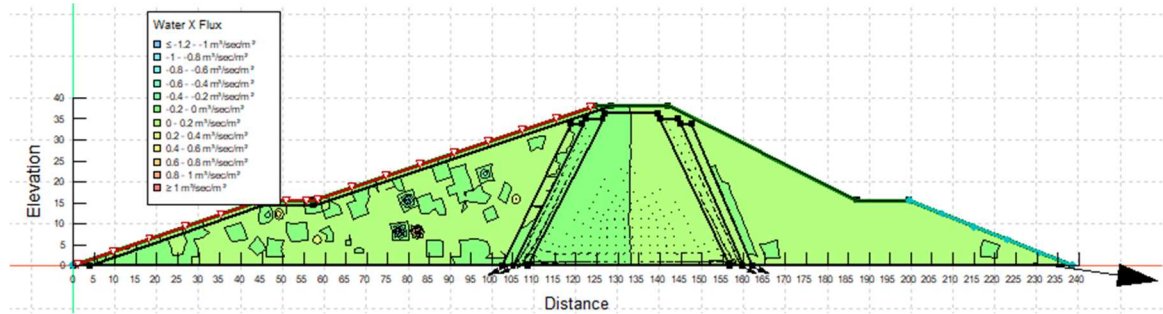 Water X Flux
≤ -1.2 - -1 m³/sec/m²
-1 - -0.8 m³/sec/m²
-0.8 - -0.6 m³/sec/m²
-0.6 - -0.4 m³/sec/m²
-0.4 - -0.2 m³/sec/m²
-0.2 - 0 m³/sec/m²
0 - 0.2 m³/sec/m²
0.2 - 0.4 m³/sec/m²
0.4 - 0.6 m³/sec/m²
0.6 - 0.8 m³/sec/m²
0.8 - 1 m³/sec/m²
≥ 1 m³/sec/m²
Elevation
40
35
30
25
20
15
10
5
0
0 5 10 15 20 25 30 35 40 45 50 55 60 65 70 75 80 85 90 95 100 105 110 115 120 125 130 135 140 145 150 155 160 165 170 175 180 185 190 195 200 205 210 215 220 225 230 235 240
Distance